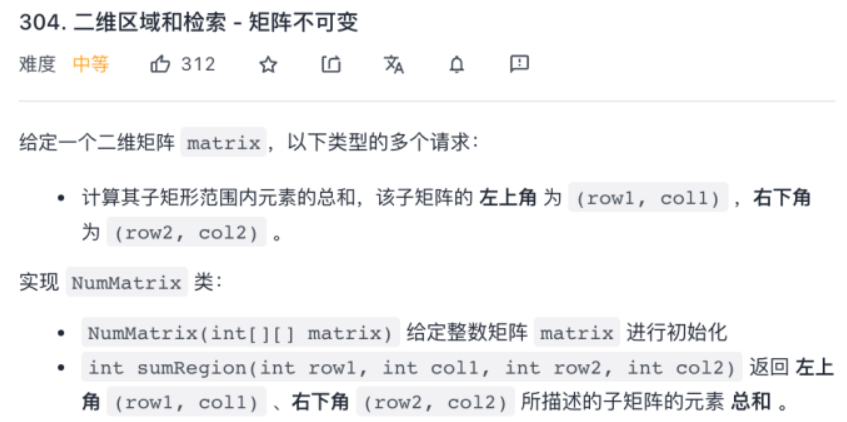 304. 二维区域和检索 - 矩阵不可变
难度 中等 312
给定一个二维矩阵 matrix，以下类型的多个请求：
• 计算其子矩形范围内元素的总和，该子矩阵的 左上角 为 (row1, col1) ，右下角
为 (row2, col2) 。
实现 NumMatrix 类：
• NumMatrix(int[][] matrix) 给定整数矩阵 matrix 进行初始化
• int sumRegion(int row1, int col1, int row2, int col2) 返回 左上
角 (row1, col1) 、右下角 (row2, col2) 所描述的子矩阵的元素 总和 。